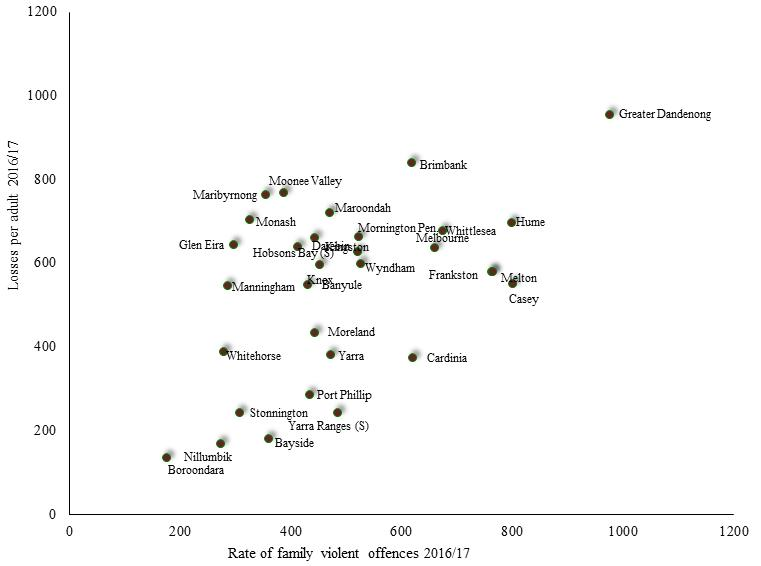 1200
1000
800
600
400
200
0
Losses per adult 2016/17
Greater Dandenong
Brimbank
Moonee Valley
Maribyrnong
Maroondah
Monash
Hume
Mornington Pen.
Whittlesea
Melbourne
Glen Eira
Darebin
Kingston
Hobsons Bay (S)
Wyndham
Frankston
Melton
Knox
Banyule
Manningham
Casey
Moreland
Whitehorse
Yarra
Cardinia
Port Phillip
Stonnington
Yarra Ranges (S)
Bayside
Nillumbik
Boroondara
0 200 400 600 800 1000 1200
Rate of family violent offences 2016/17